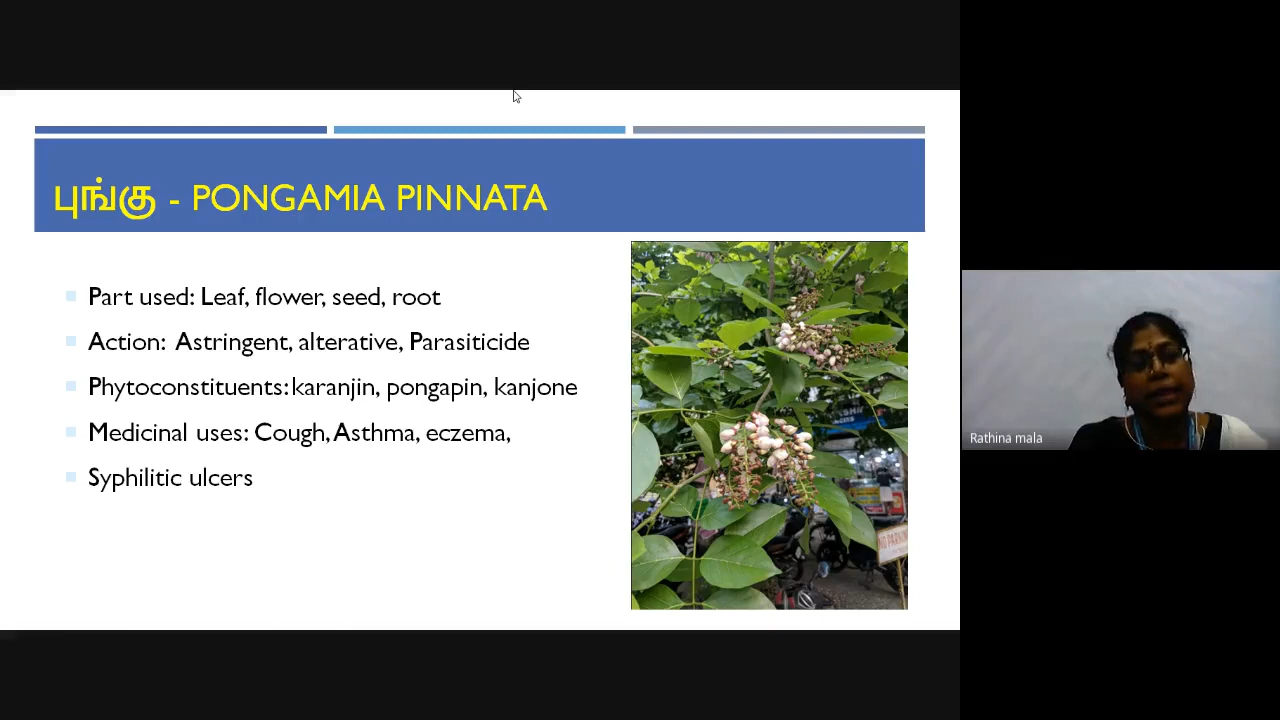 புங்கு - PONGAMIA PINNATA
Part used: Leaf, flower, seed, root
Action: Astringent, alterative, Parasiticide
Phytoconstituents: karanjin, pongapin, kanjone
Medicinal uses: Cough, Asthma, eczema,
Syphilitic ulcers
Rathina mala